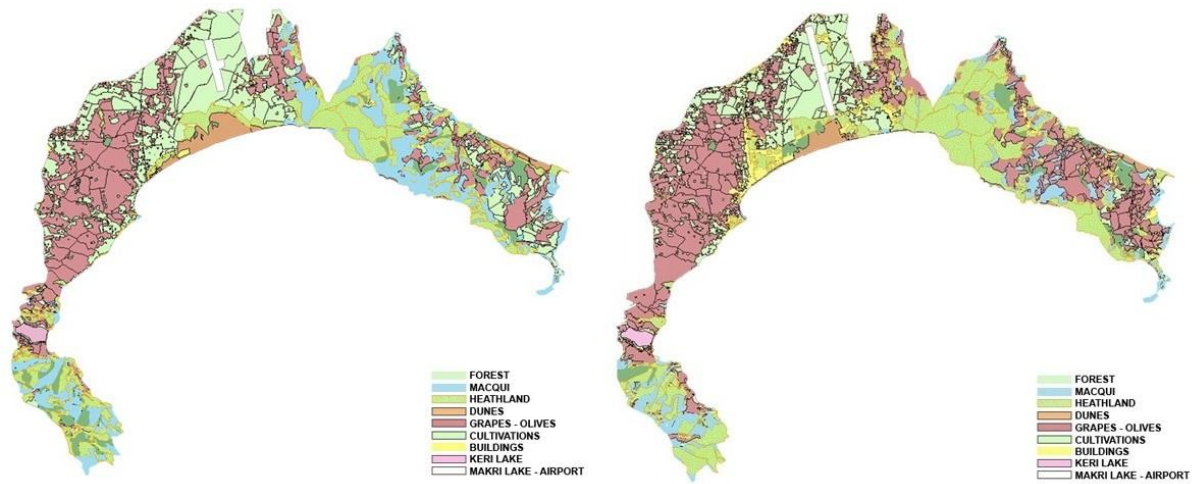 FOREST
MACQUI
HEATHLAND
DUNES
GRAPES - OLIVES
CULTIVATIONS
BUILDINGS
KERI LAKE
MAKRI LAKE - AIRPORT
FOREST
MACQUI
HEATHLAND
DUNES
GRAPES - OLIVES
CULTIVATIONS
BUILDINGS
KERI LAKE
MAKRI LAKE - AIRPORT